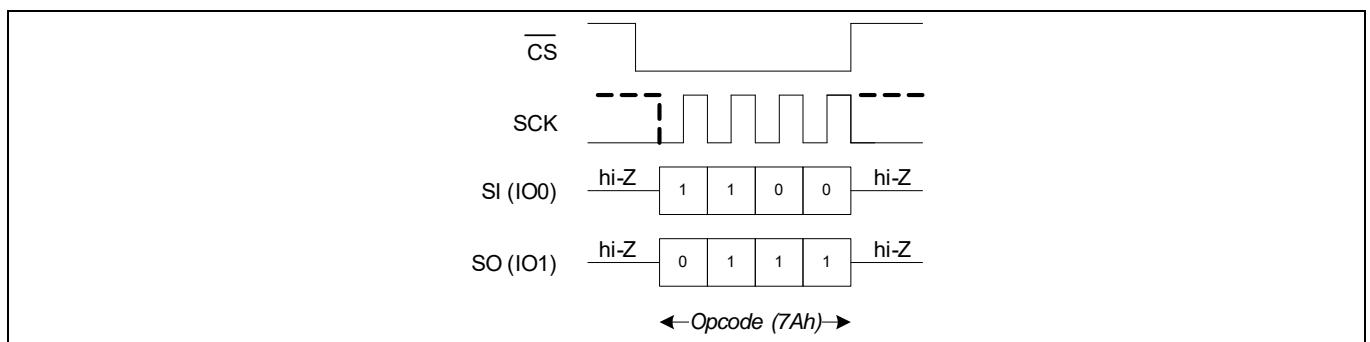 CS
SCK
SI (IO0) hi-Z 1 1 0 0 hi-Z
SO (IO1) hi-Z 0 1 1 1 hi-Z
Opcode (7Ah)